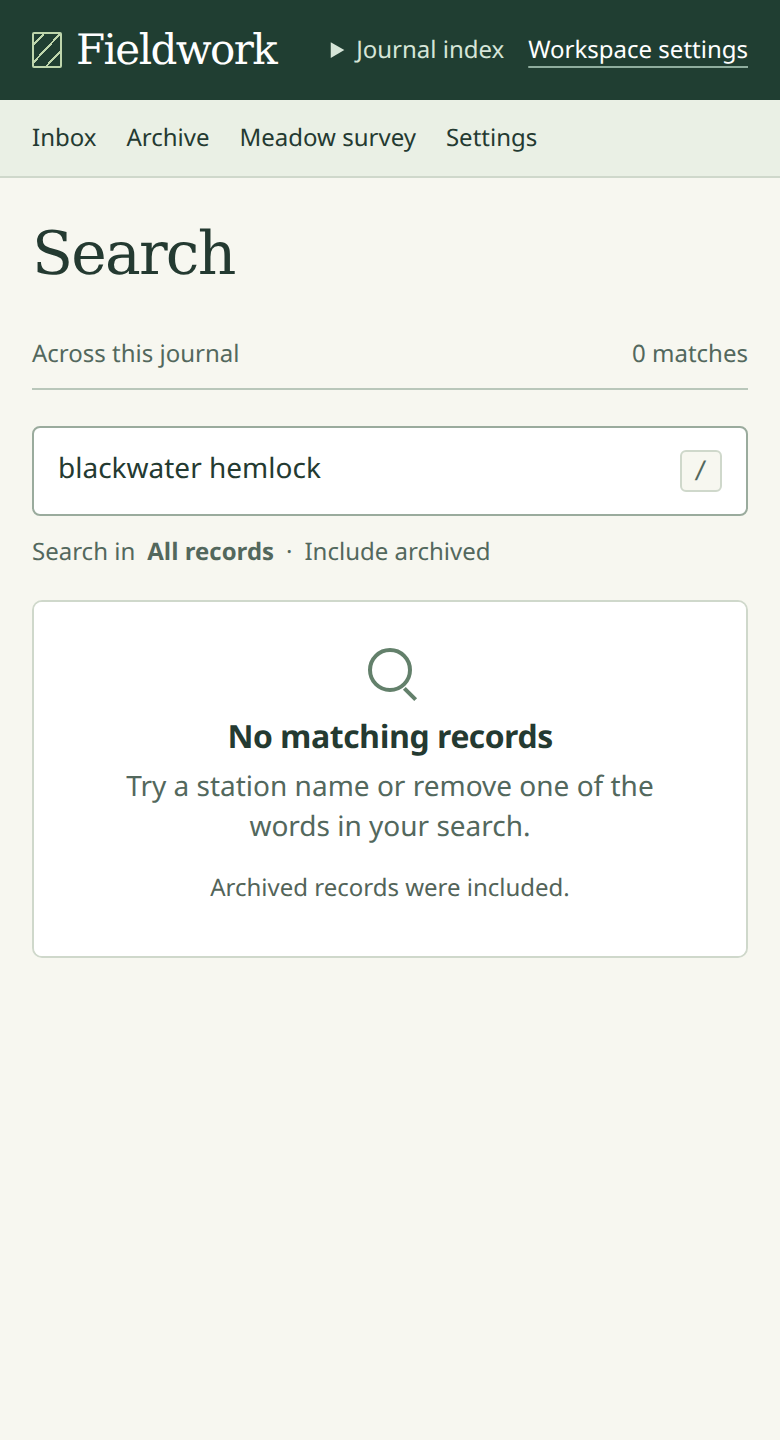 Fieldwork
▶ Journal index
Workspace settings
Inbox Archive Meadow survey Settings
Search
Across this journal
0 matches
blackwater hemlock
/
Search in All records · Include archived
No matching records
Try a station name or remove one of the
words in your search.
Archived records were included.